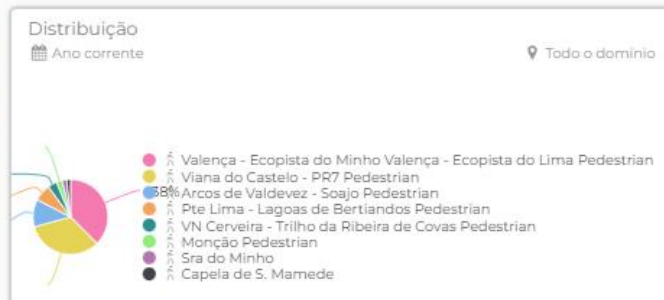 Distribuição
Ano corrente
Todo o domínio
Valença - Ecopista do Minho Valença - Ecopista do Lima Pedestrian
Viana do Castelo - PR7 Pedestrian
38%
Arcos de Valdevez - Soajo Pedestrian
Pte Lima - Lagoas de Bertiandos Pedestrian
VN Cerveira - Trilho da Ribeira de Covas Pedestrian
Monção Pedestrian
Sra do Minho
Capela de S. Mamede